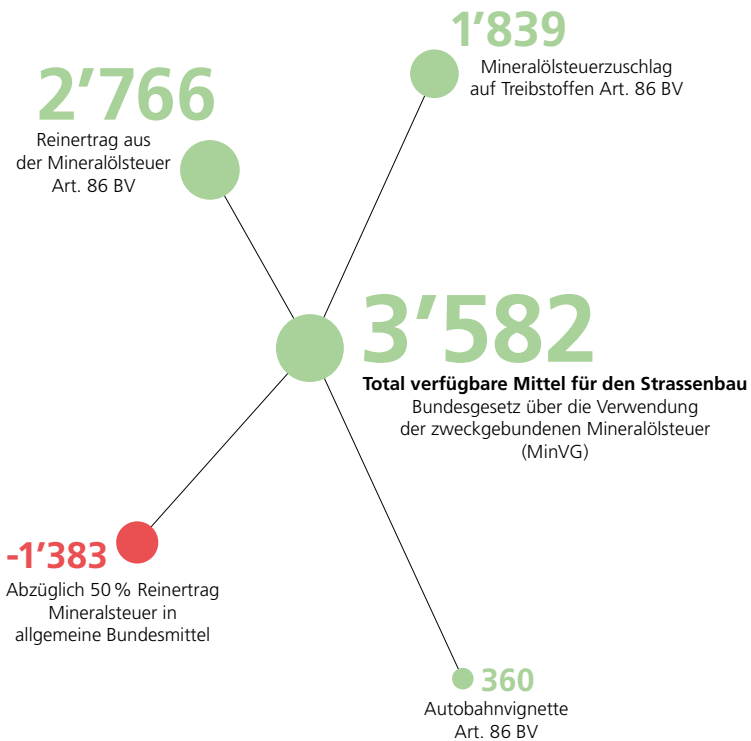 1’839
Mineralölsteuerzuschlag
auf Treibstoffen Art. 86 BV
2’766
Reinertrag aus
der Mineralölsteuer
Art. 86 BV
3’582
Total verfügbare Mittel für den Strassenbau
Bundesgesetz über die Verwendung
der zweckgebundenen Mineralölsteuer
(MinVG)
-1’383
Abzüglich 50 % Reinertrag
Mineralsteuer in
allgemeine Bundesmittel
360
Autobahnvignette
Art. 86 BV